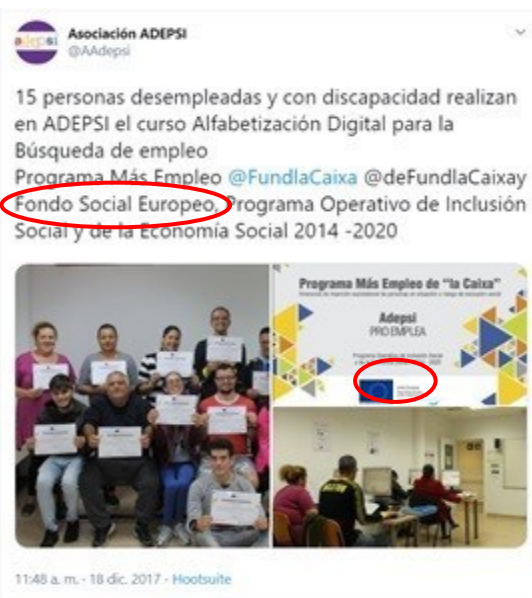 adepsi
Asociación ADEPSI
@AAdepsi
15 personas desempleadas y con discapacidad realizan
en ADEPSI el curso Alfabetización Digital para la
Búsqueda de empleo
Programa Más Empleo @FundlaCaixa @deFundlaCaixay
Fondo Social Europeo, Programa Operativo de Inclusión
Social y de la Economía Social 2014 -2020
Programa Más Empleo de "la Caixa"
Adepsi
PROEMPLEA
11:48 a. m. · 18 dic. 2017 · Hootsuite